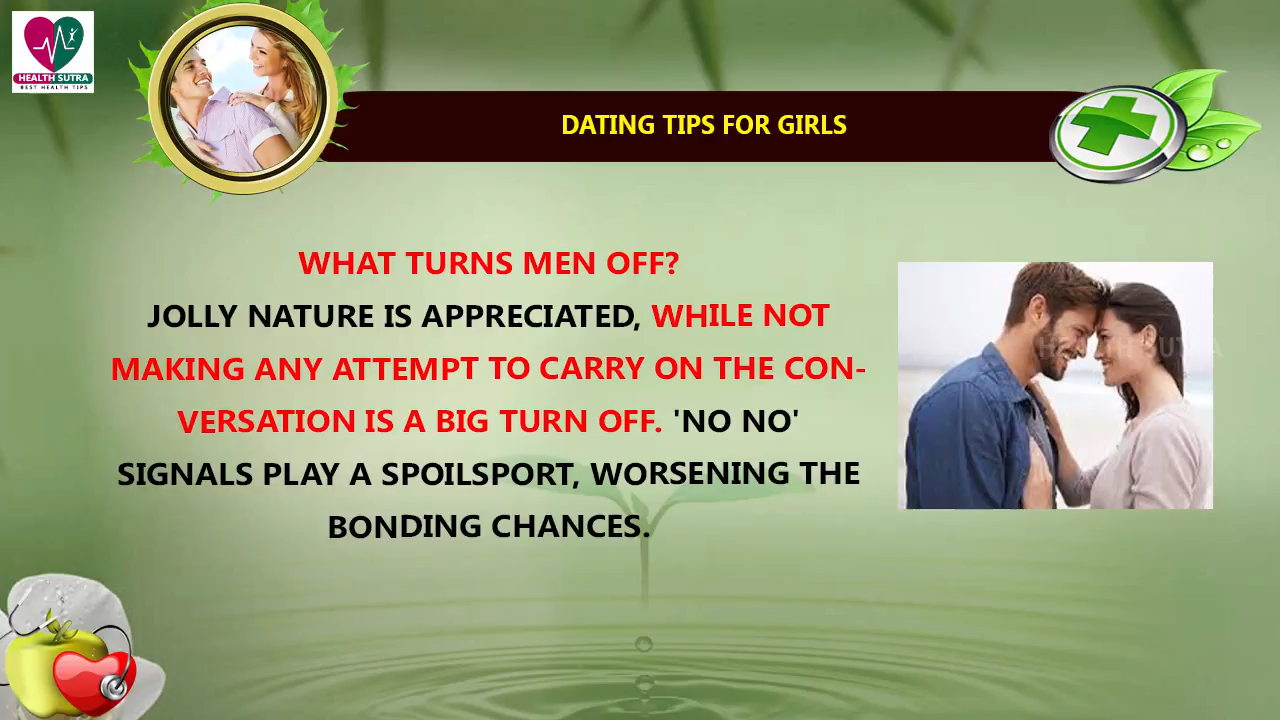 HEALTH SUTRA
BEST HEALTH TIPS
DATING TIPS FOR GIRLS
WHAT TURNS MEN OFF?
JOLLY NATURE IS APPRECIATED, WHILE NOT
MAKING ANY ATTEMPT TO CARRY ON THE CON-
VERSATION IS A BIG TURN OFF. 'NO NO'
SIGNALS PLAY A SPOILSPORT, WORSENING THE
BONDING CHANCES.
HEALTH SUTRA